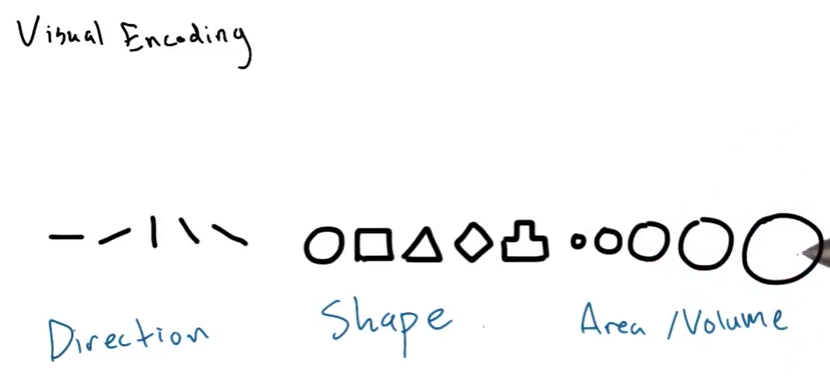 Visual Encoding
Direction
Shape
Area /Volume